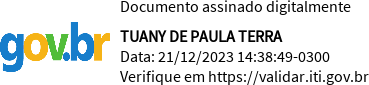 Documento assinado digitalmente
gov.br
TUANY DE PAULA TERRA
Data: 21/12/2023 14:38:49-0300
Verifique em https://validar.iti.gov.br